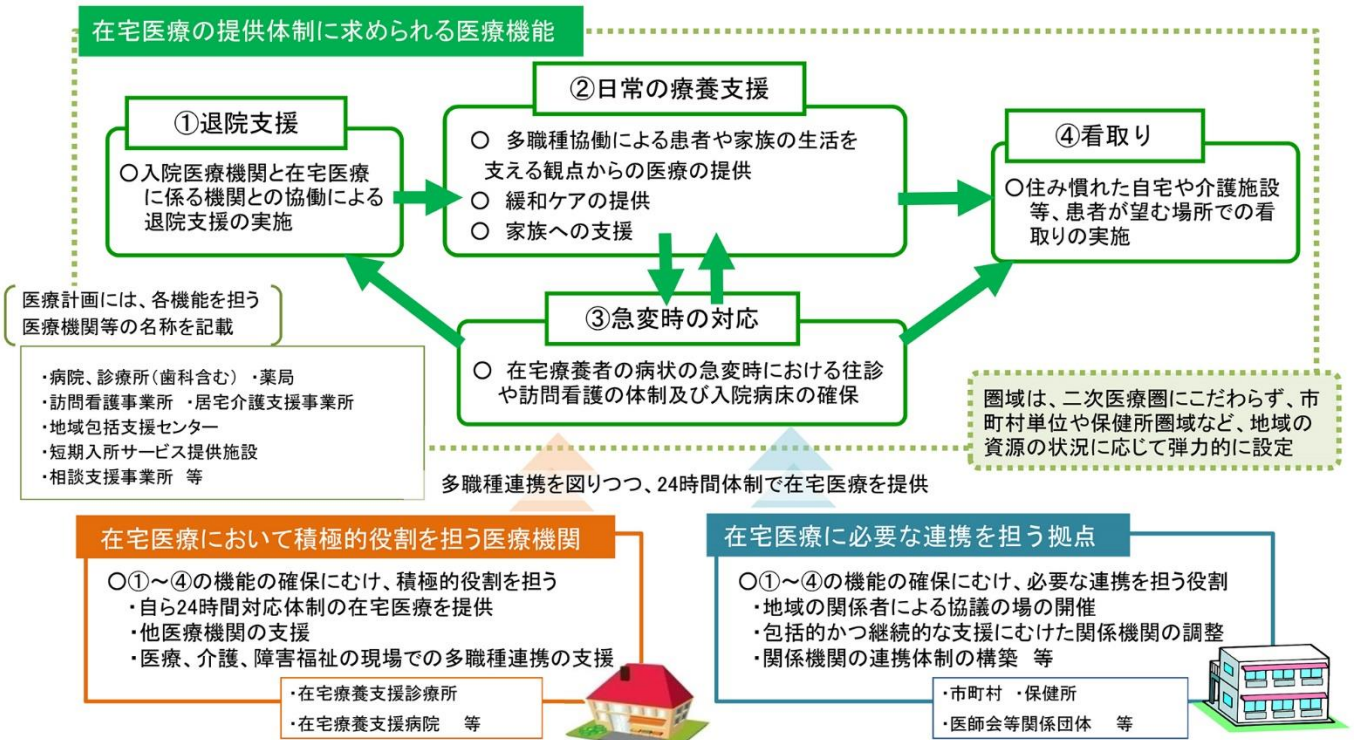 在宅医療の提供体制に求められる医療機能
①退院支援
○入院医療機関と在宅医療
に係る機関との協働による
退院支援の実施
②日常の療養支援
○ 多職種協働による患者や家族の生活を
支える観点からの医療の提供
○ 緩和ケアの提供
○ 家族への支援
④看取り
○住み慣れた自宅や介護施設
等、患者が望む場所での看
取りの実施
③急変時の対応
○ 在宅療養者の病状の急変時における往診
や訪問看護の体制及び入院病床の確保
医療計画には、各機能を担う
医療機関等の名称を記載
・病院、診療所(歯科含む) ・薬局
・訪問看護事業所 ・居宅介護支援事業所
・地域包括支援センター
・短期入所サービス提供施設
・相談支援事業所 等
圏域は、二次医療圏にこだわらず、市
町村単位や保健所圏域など、地域の
資源の状況に応じて弾力的に設定
多職種連携を図りつつ、24時間体制で在宅医療を提供
在宅医療において積極的役割を担う医療機関
○①～④の機能の確保にむけ、積極的役割を担う
・自ら24時間対応体制の在宅医療を提供
・他医療機関の支援
・医療、介護、障害福祉の現場での多職種連携の支援
・在宅療養支援診療所
・在宅療養支援病院 等
在宅医療に必要な連携を担う拠点
○①～④の機能の確保にむけ、必要な連携を担う役割
・地域の関係者による協議の場の開催
・包括的かつ継続的な支援にむけた関係機関の調整
・関係機関の連携体制の構築 等
・市町村 ・保健所
・医師会等関係団体 等